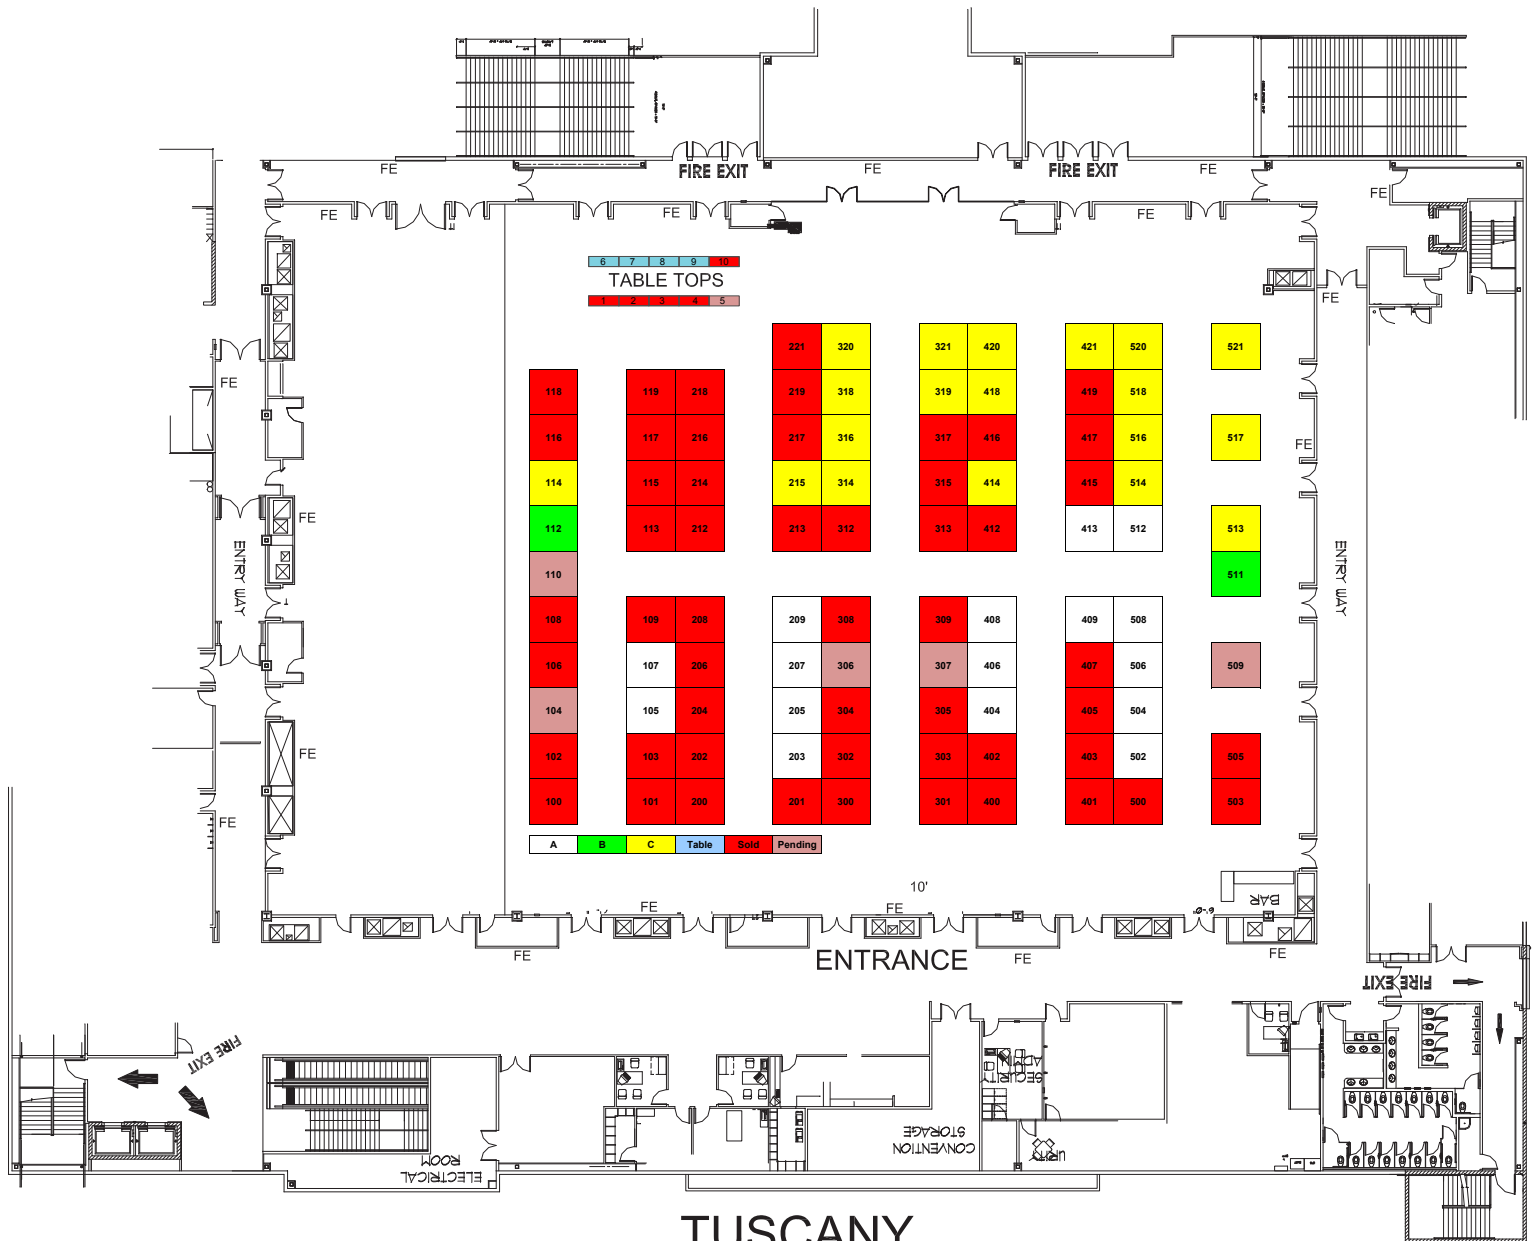 FE
FIRE EXIT
FE
FIRE EXIT
FE
FE
FE
FE
FE
6 7 8 9 10
TABLE TOPS
1 2 3 4 5
FE
221 320 321 420 421 520 521
118 119 218 219 318 319 418 419 518
FE
116 117 216 217 316 317 416 417 516 517
FE
114 115 214 215 314 315 414 415 514
112 113 212 213 312 313 412 413 512 513
FE
110 511
ENTRY WAY
ENTRY WAY
108 109 208 209 308 309 408 409 508
106 107 206 207 306 307 406 407 506 509
104 105 204 205 304 305 404 405 504
102 103 202 203 302 303 402 403 502 505
FE
100 101 200 201 300 301 400 401 500 503
FE
A B C Table Sold Pending
10'
BAR
FE
FE
6'-0"
FE
ENTRANCE
FE
FE
FIRE EXIT
FIRE EXIT
SECURITY
CONVENTION
STORAGE
ELECTRICAL
ROOM
TUSCANY